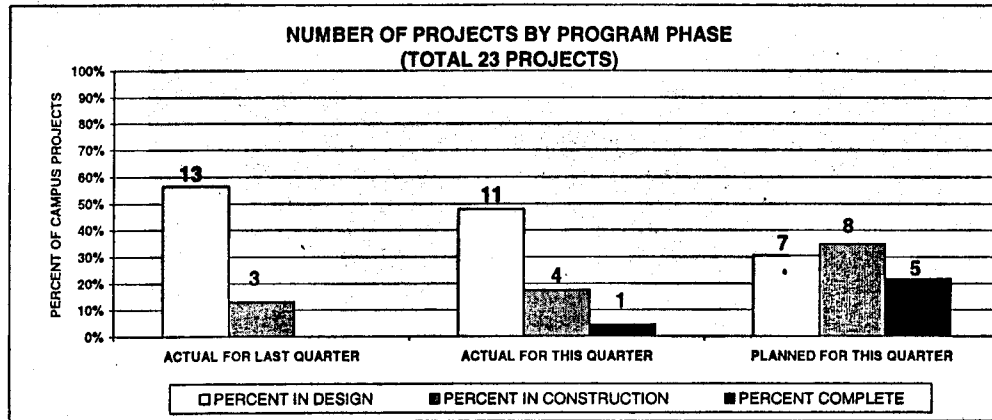 NUMBER OF PROJECTS BY PROGRAM PHASE
(TOTAL 23 PROJECTS)
PERCENT OF CAMPUS PROJECTS
100%
90%
80%
70%
60%
50%
40%
30%
20%
10%
0%
13
3
11
4
1
7
8
5
ACTUAL FOR LAST QUARTER
ACTUAL FOR THIS QUARTER
PLANNED FOR THIS QUARTER
PERCENT IN DESIGN
PERCENT IN CONSTRUCTION
PERCENT COMPLETE